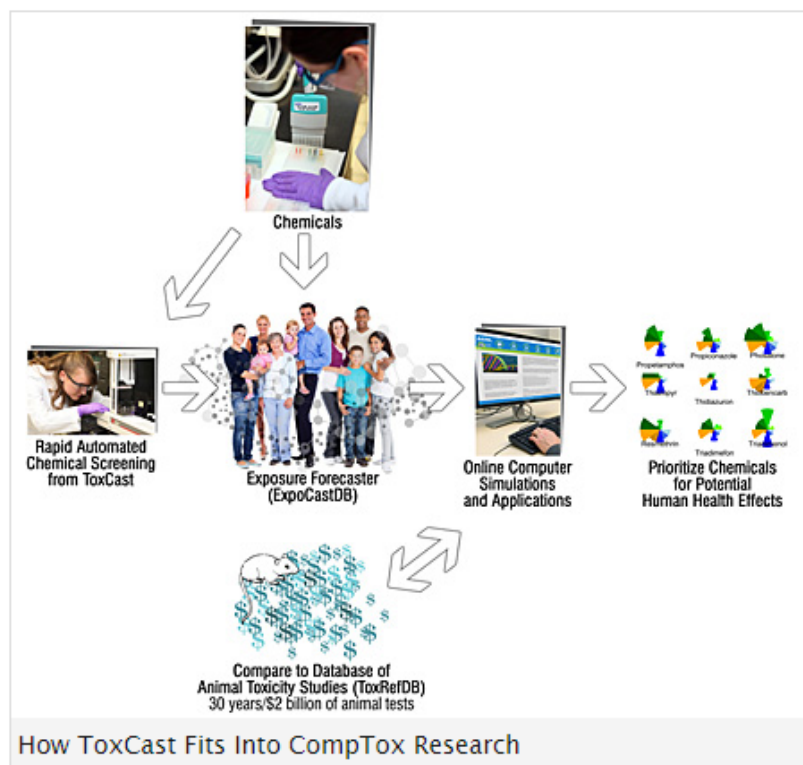 Chemicals
Rapid Automated
Chemical Screening
from ToxCast
Exposure Forecaster
(ExpoCastDB)
Online Computer
Simulations
and Applications
Propetamphos
Propiconazole
Thidiazuron
Triadimefon
Prioritize Chemicals
for Potential
Human Health Effects
Compare to Database of
Animal Toxicity Studies (ToxRefDB)
30 years/$2 billion of animal tests
How ToxCast Fits Into CompTox Research